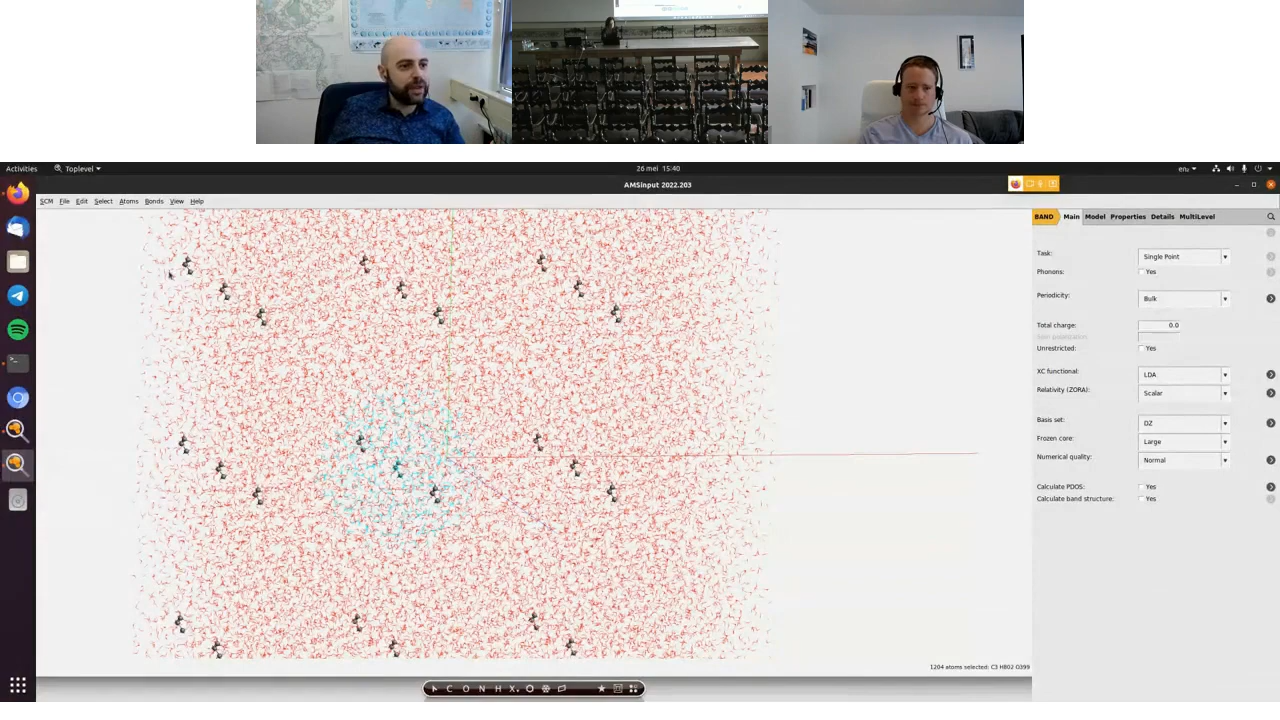 Activities
Toplevel
26 mei 15:40
en
AMSinput 2022.203
SCM File Edit Select Atoms Bonds View Help
BAND Main Model Properties Details MultiLevel
Task: Single Point
Phonons: Yes
Periodicity: Bulk
Total charge: 0.0
Unrestricted: Yes
XC functional: LDA
Relativity (ZORA): Scalar
Basis set: DZ
Frozen core: Large
Numerical quality: Normal
Calculate PDOS: Yes
Calculate band structure: Yes
1204 atoms selected: C3 H802 O399
C O N H X